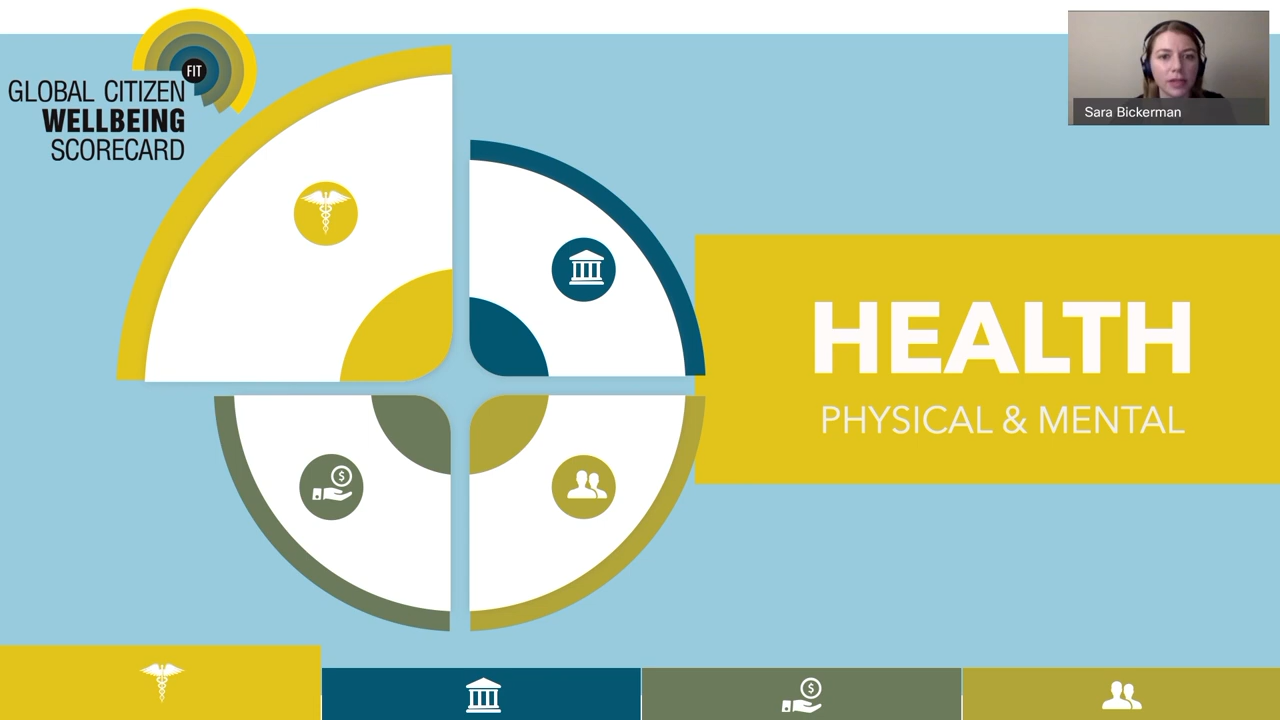 FIT
GLOBAL CITIZEN
WELLBEING
SCORECARD
Sara Bickerman
$
HEALTH
PHYSICAL & MENTAL
$